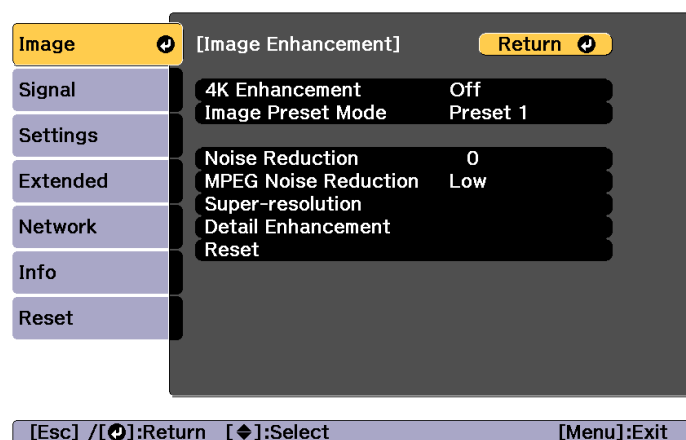 Image
[Image Enhancement] Return
Signal
4K Enhancement Off
Image Preset Mode Preset 1
Settings
Noise Reduction 0
Extended
MPEG Noise Reduction Low
Super-resolution
Network
Detail Enhancement
Reset
Info
Reset
[Esc] /[⏎]:Return [◆]:Select [Menu]:Exit